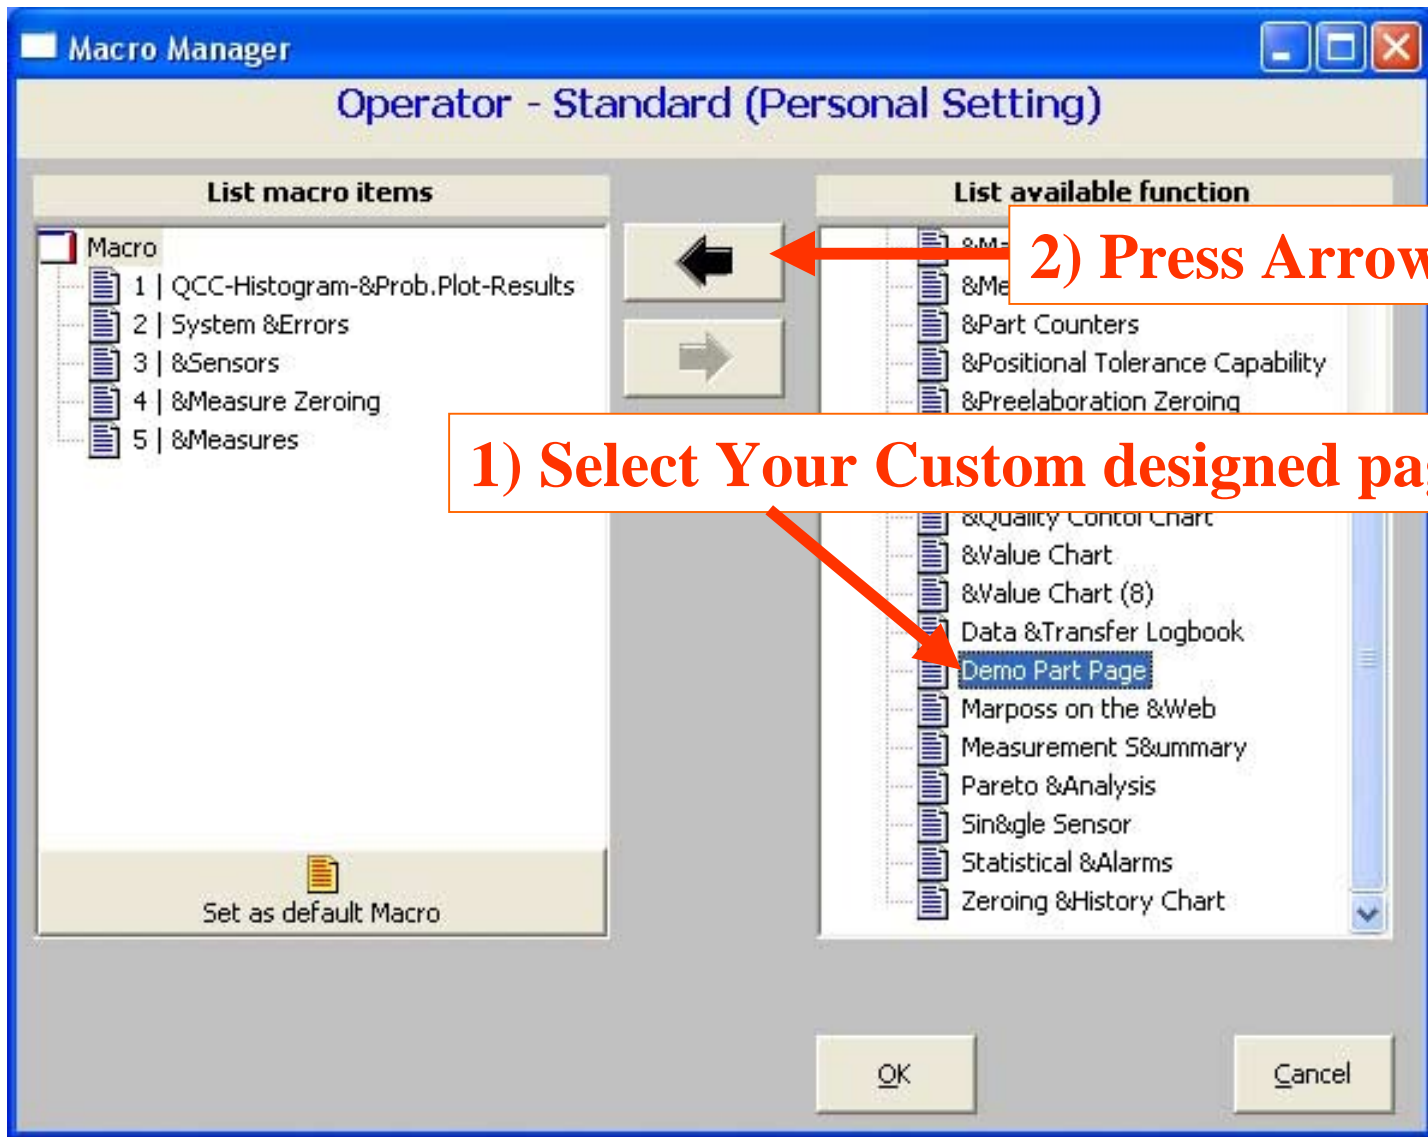 Macro Manager
Operator - Standard (Personal Setting)
List macro items
Macro
1 | QCC-Histogram-&Prob.Plot-Results
2 | System &Errors
3 | &Sensors
4 | &Measure Zeroing
5 | &Measures
Set as default Macro
List available function
2) Press Arrow
&Part Counters
&Positional Tolerance Capability
&Preelaboration Zeroing
1) Select Your Custom designed
&Quality Contol Chart
&Value Chart
&Value Chart (8)
Data &Transfer Logbook
Demo Part Page
Marposs on the &Web
Measurement S&ummary
Pareto &Analysis
Sin&gle Sensor
Statistical &Alarms
Zeroing &History Chart
OK
Cancel